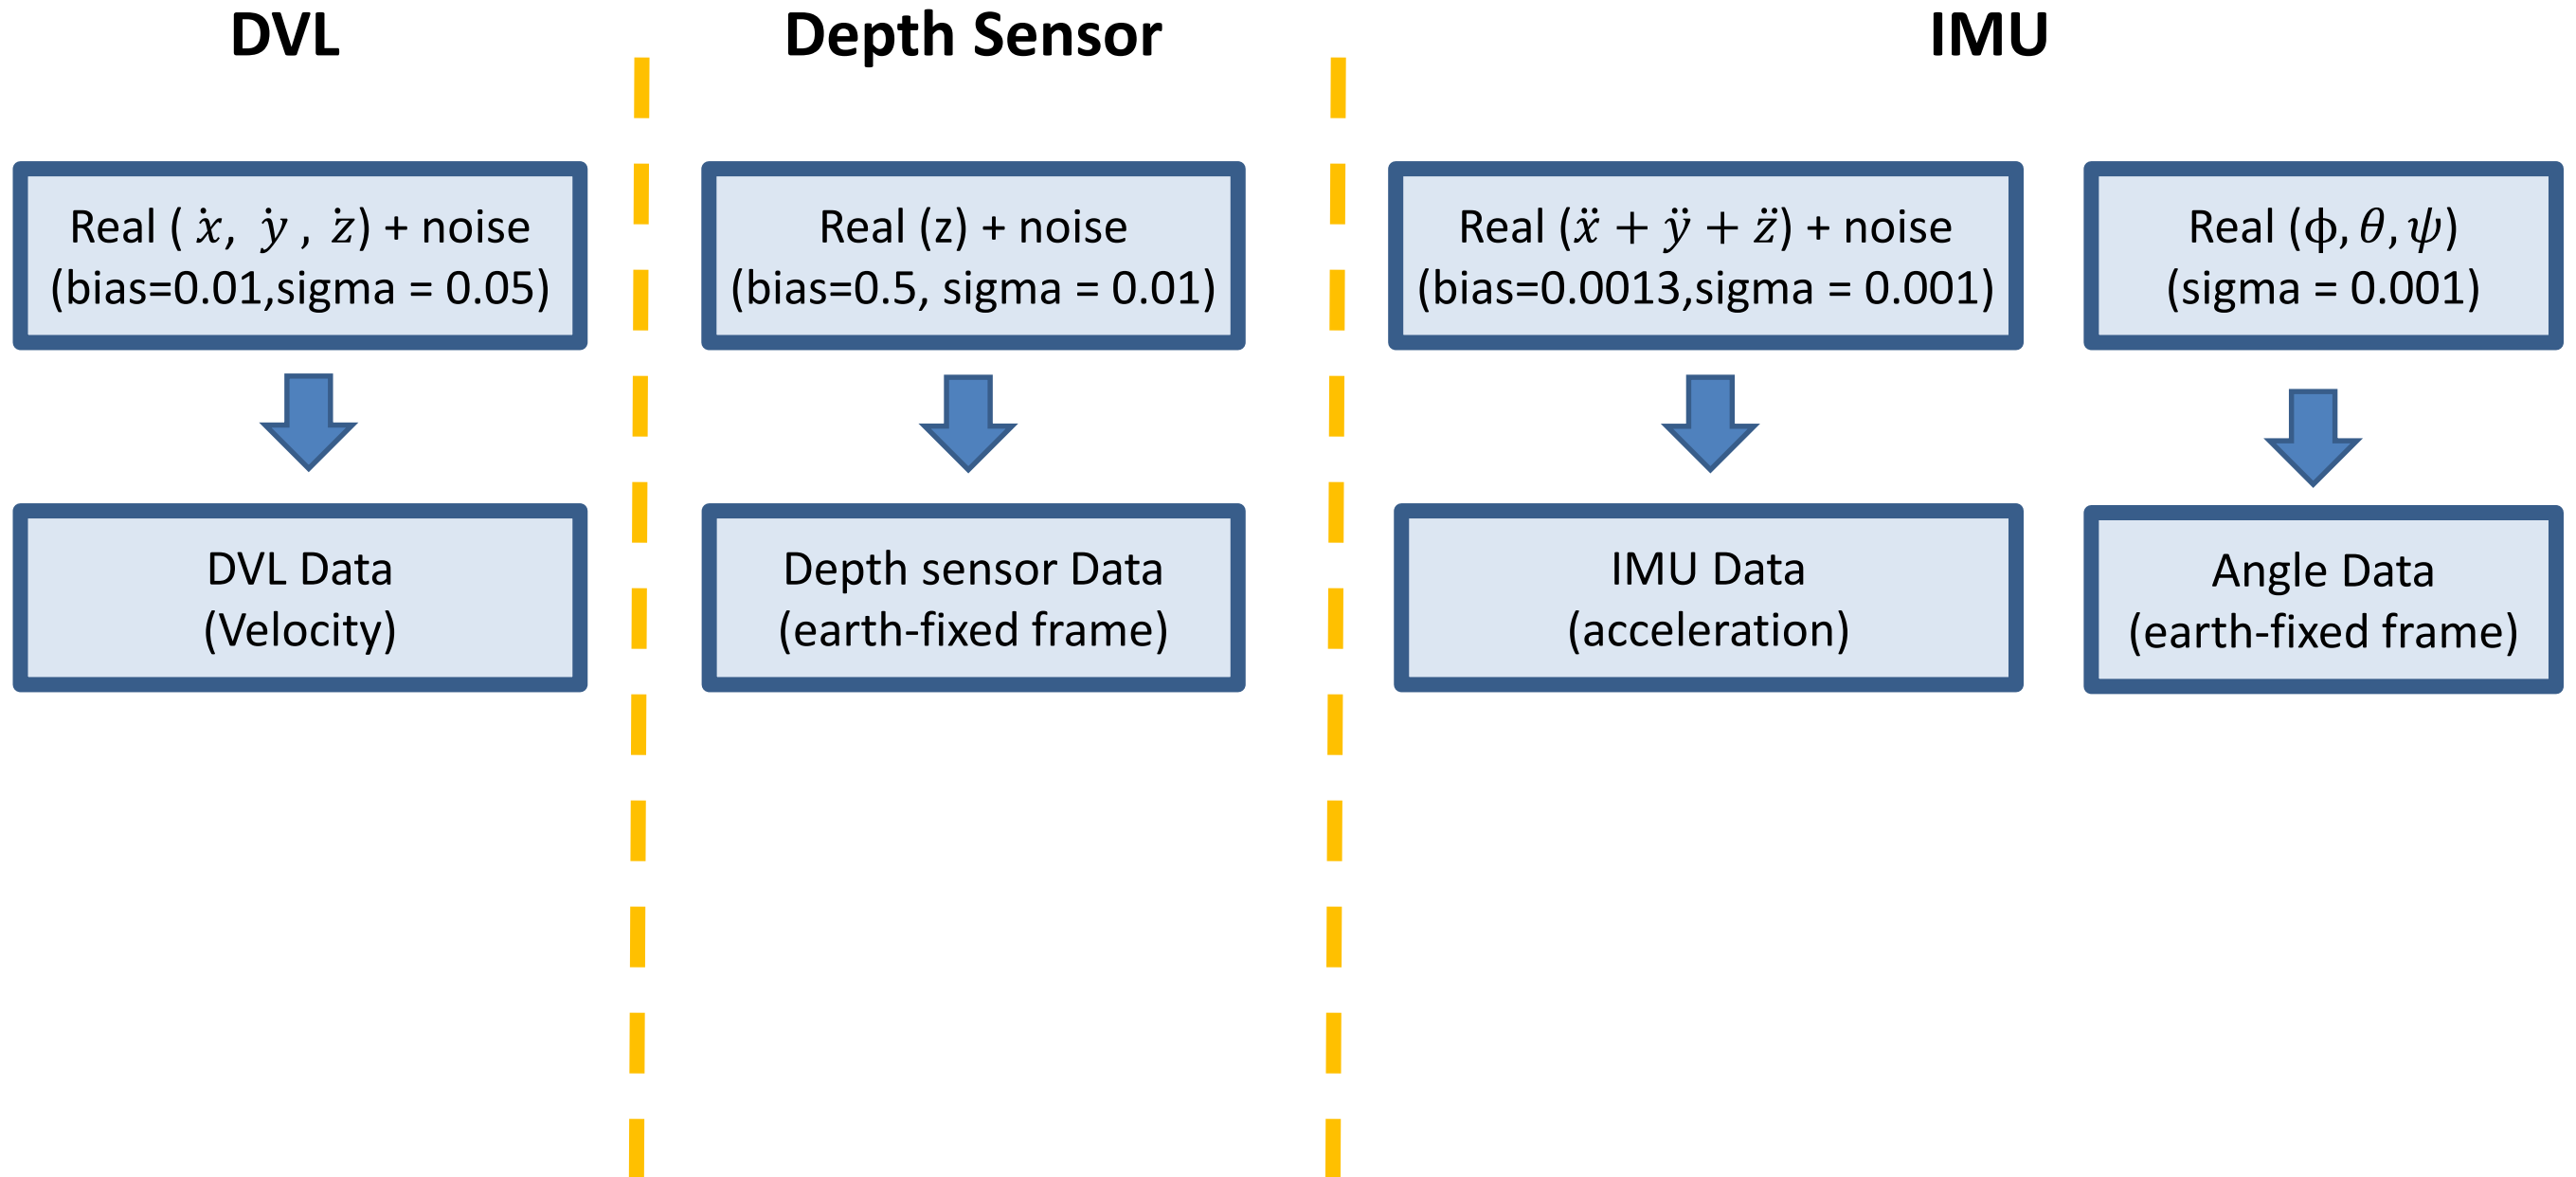 DVL
Real ( ẋ, ẏ , ż) + noise
(bias=0.01,sigma = 0.05)
DVL Data
(Velocity)
Depth Sensor
Real (z) + noise
(bias=0.5, sigma = 0.01)
Depth sensor Data
(earth-fixed frame)
IMU
Real (ẍ + ÿ + z̈) + noise
(bias=0.0013,sigma = 0.001)
IMU Data
(acceleration)
Real (ϕ, θ, ψ)
(sigma = 0.001)
Angle Data
(earth-fixed frame)